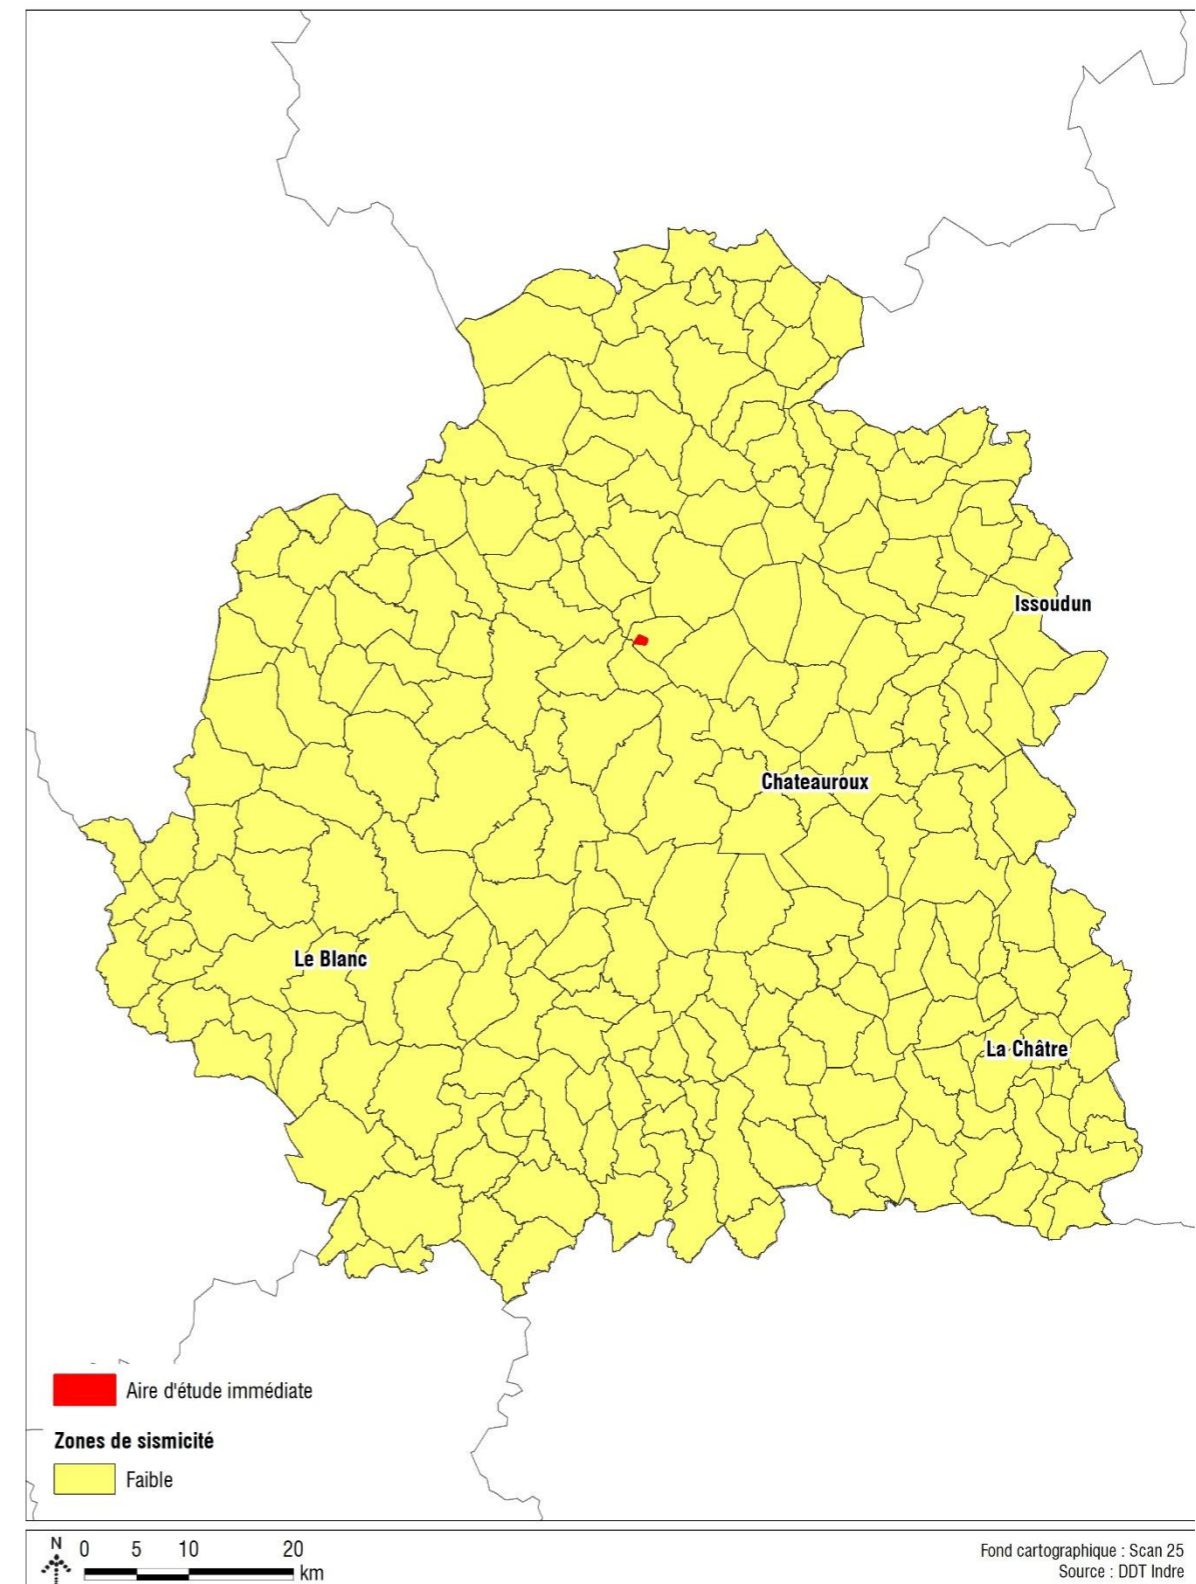 Issoudun
Chateauroux
Le Blanc
La Châtre
Aire d'étude immédiate
Zones de sismicité
Faible
N 0 5 10 20
km
Fond cartographique : Scan 25
Source : DDT Indre